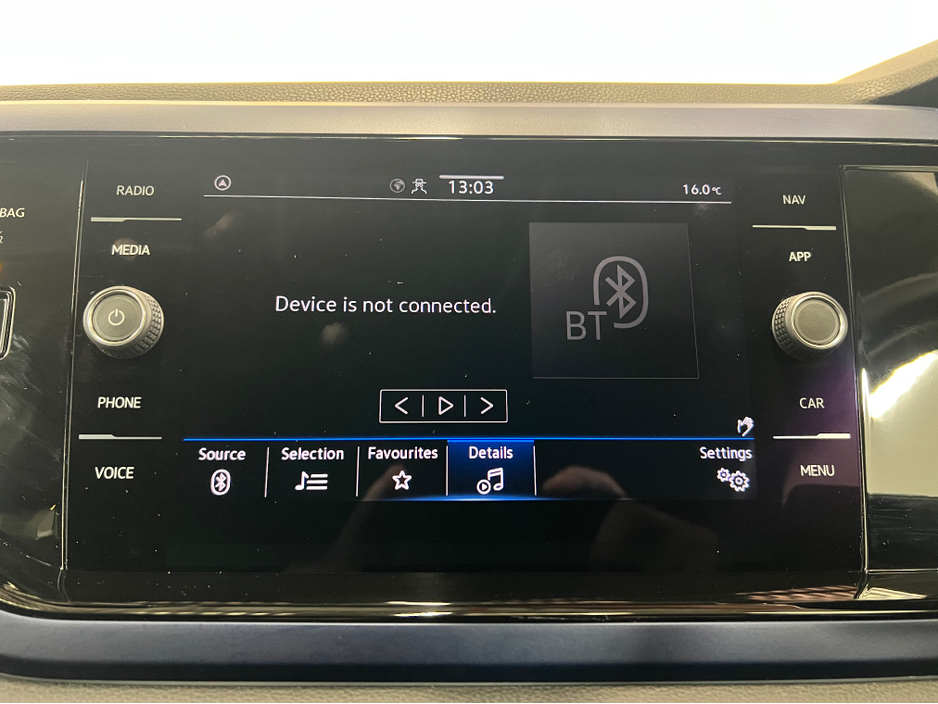 BAG
RADIO
MEDIA
PHONE
VOICE
13:03
16.0°C
Device is not connected.
BT
Source
Selection
Favourites
Details
Settings
NAV
APP
CAR
MENU